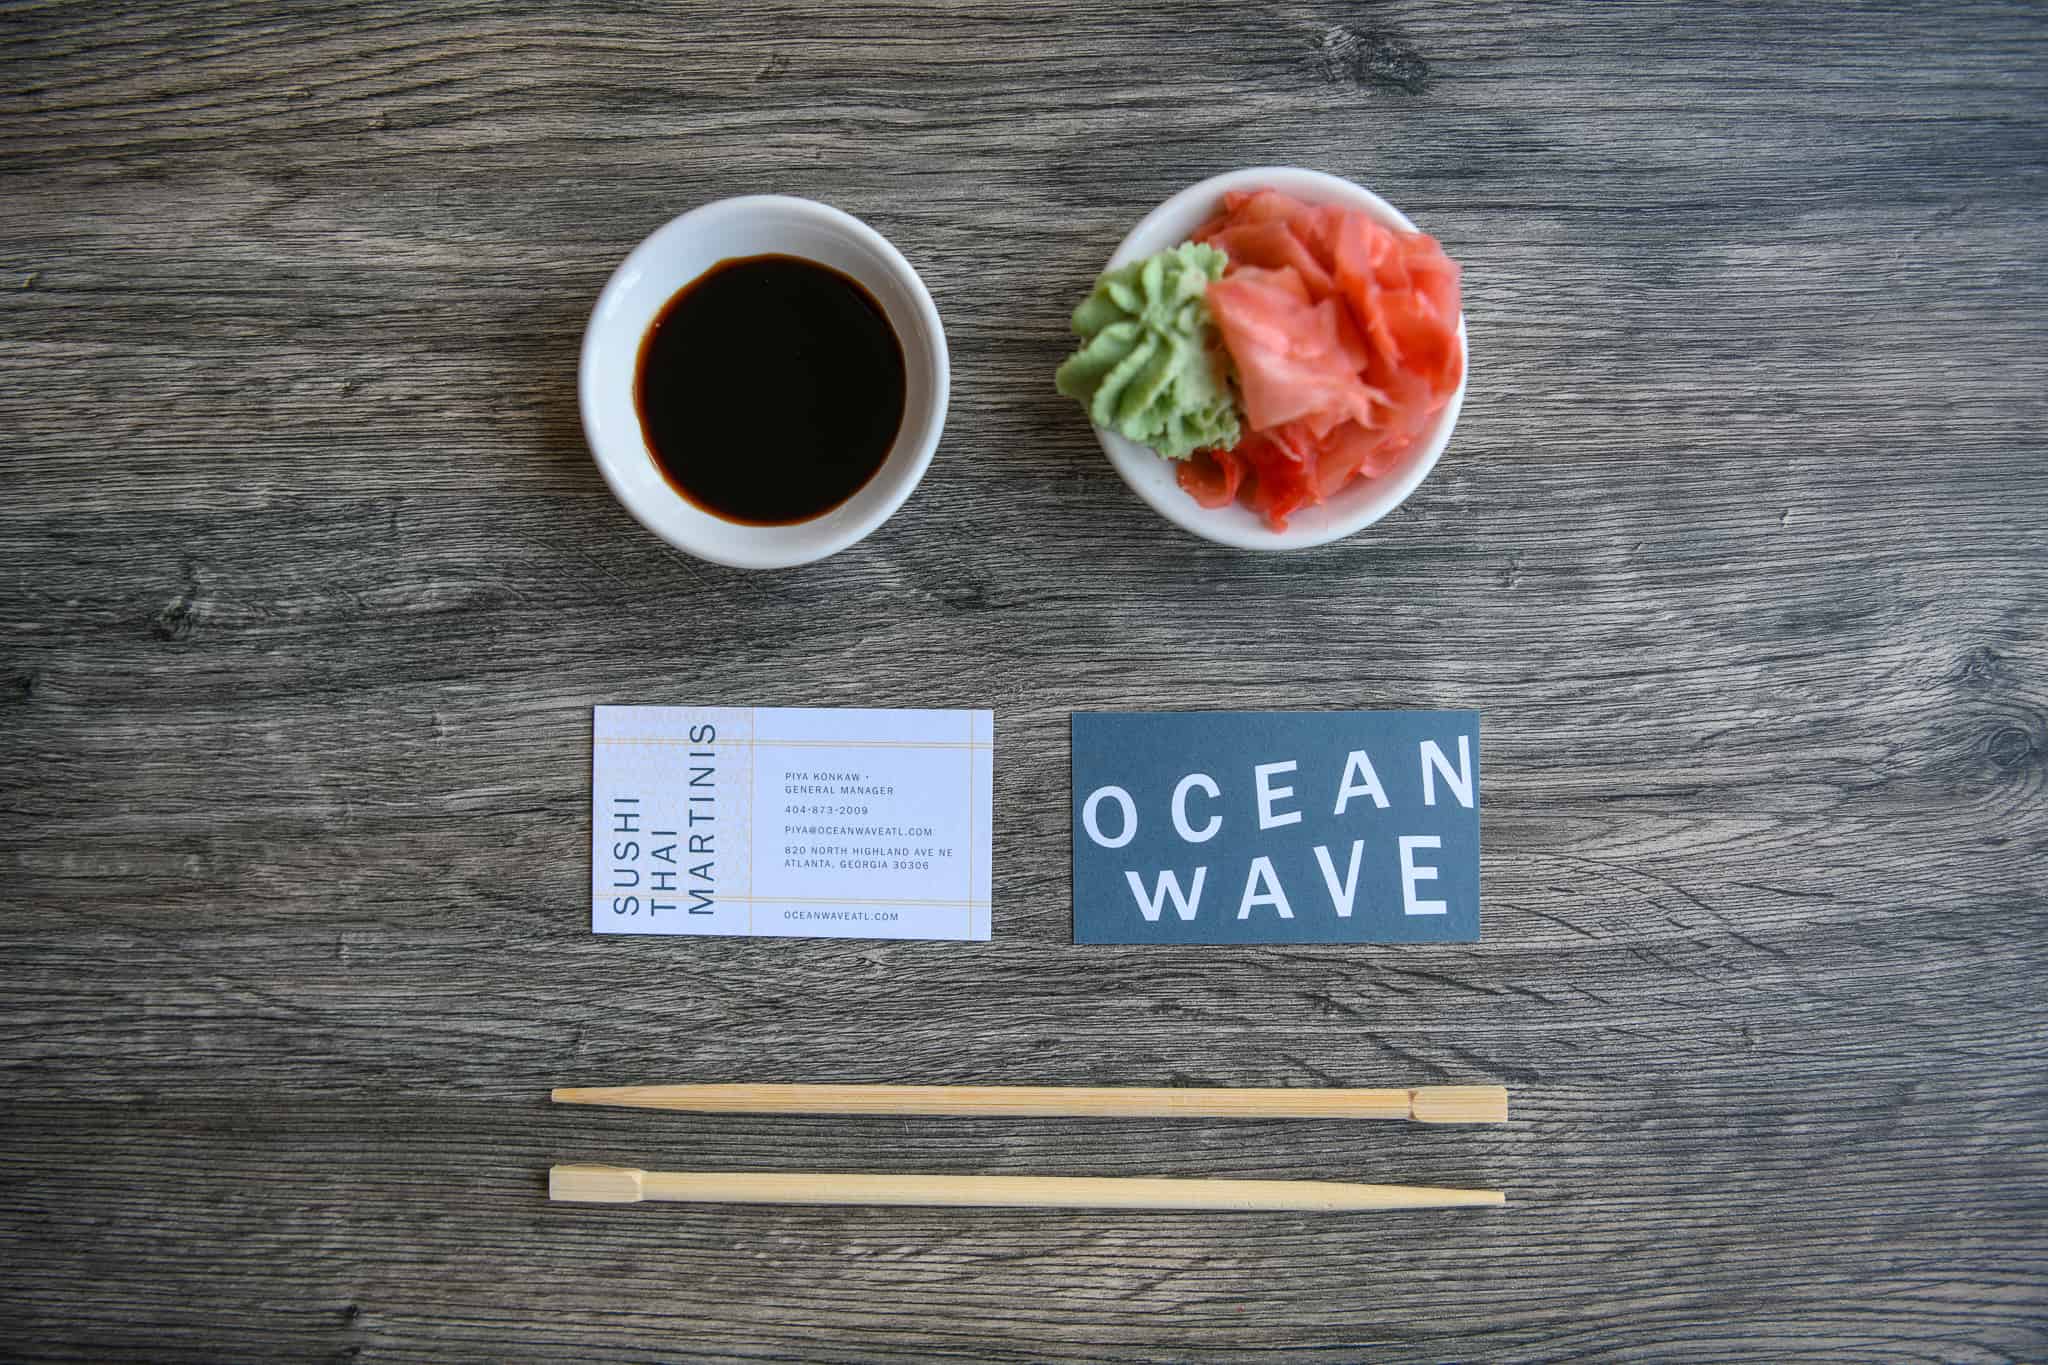 SUSHI
THAI
MARTINIS
PIYA KONKAW •
GENERAL MANAGER
404-873-2009
PIYA@OCEANWAVEATL.COM
820 NORTH HIGHLAND AVE NE
ATLANTA, GEORGIA 30306
OCEANWAVEATL.COM
OCEAN
WAVE